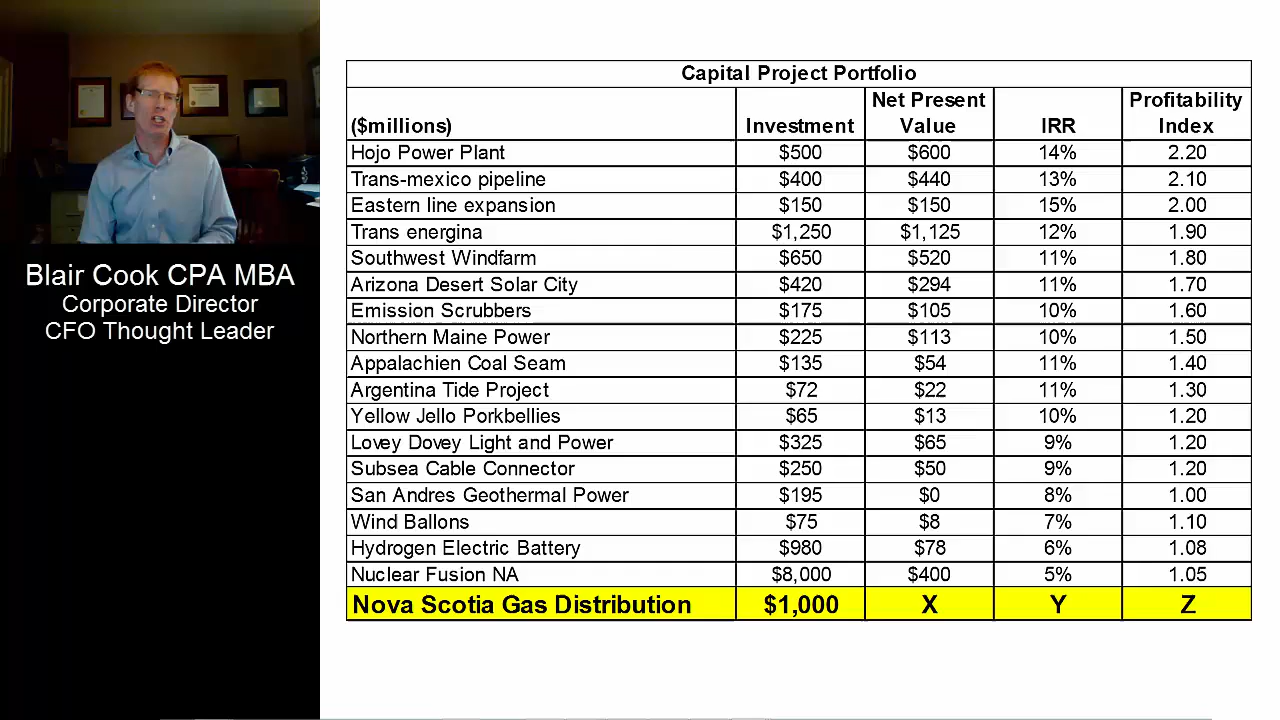 Blair Cook CPA MBA
Corporate Director
CFO Thought Leader
Capital Project Portfolio
($millions) Investment Net Present Value IRR Profitability Index
Hojo Power Plant $500 $600 14% 2.20
Trans-mexico pipeline $400 $440 13% 2.10
Eastern line expansion $150 $150 15% 2.00
Trans energina $1,250 $1,125 12% 1.90
Southwest Windfarm $650 $520 11% 1.80
Arizona Desert Solar City $420 $294 11% 1.70
Emission Scrubbers $175 $105 10% 1.60
Northern Maine Power $225 $113 10% 1.50
Appalachien Coal Seam $135 $54 11% 1.40
Argentina Tide Project $72 $22 11% 1.30
Yellow Jello Porkbellies $65 $13 10% 1.20
Lovey Dovey Light and Power $325 $65 9% 1.20
Subsea Cable Connector $250 $50 9% 1.20
San Andres Geothermal Power $195 $0 8% 1.00
Wind Ballons $75 $8 7% 1.10
Hydrogen Electric Battery $980 $78 6% 1.08
Nuclear Fusion NA $8,000 $400 5% 1.05
Nova Scotia Gas Distribution $1,000 X Y Z